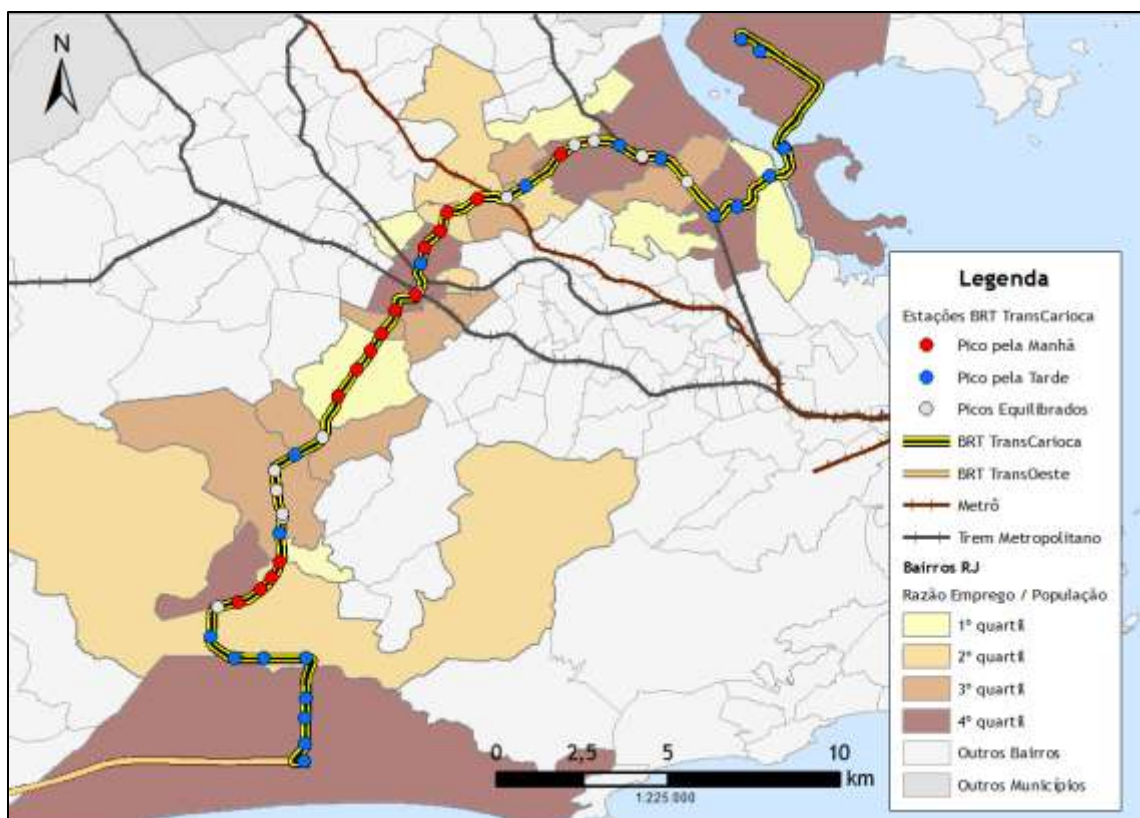 N
Legenda
Estações BRT TransCarioca
Pico pela Manhã
Pico pela Tarde
Picos Equilibrados
BRT TransCarioca
BRT TransOeste
Metrô
Trem Metropolitano
Bairros RJ
Razão Emprego / População
1º quartil
2º quartil
3º quartil
4º quartil
Outros Bairros
Outros Municípios
0 2,5 5 10
km
1:225 000